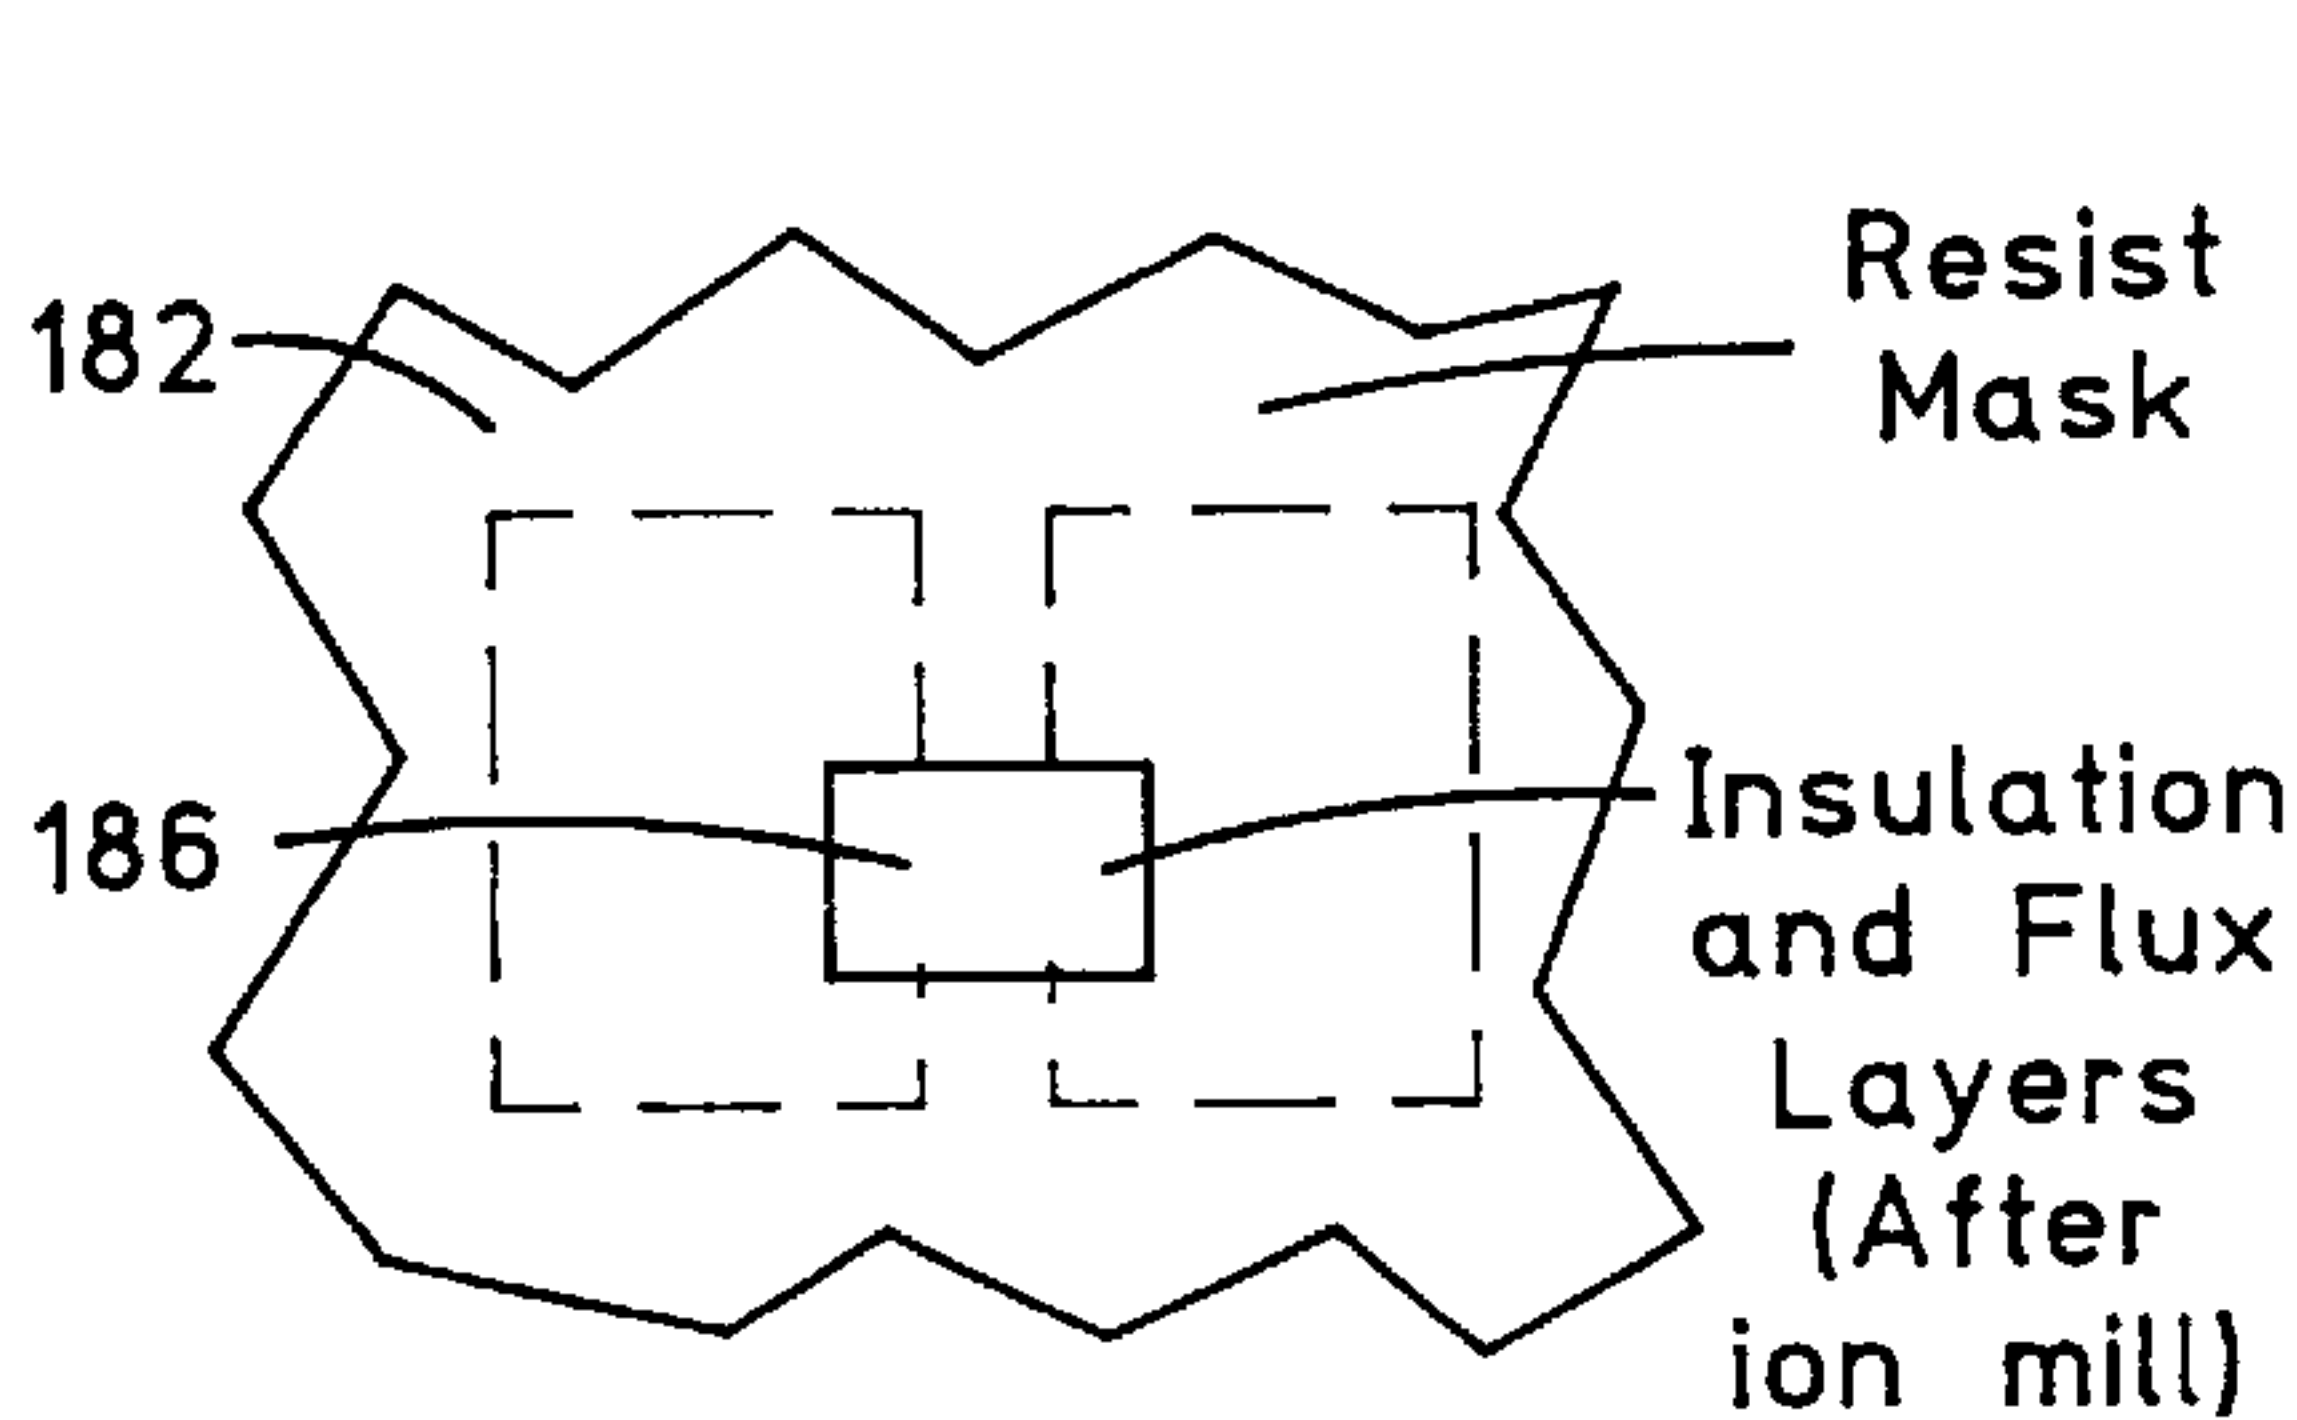 182
Resist
Mask
186
Insulation
and Flux
Layers
(After
ion mill)